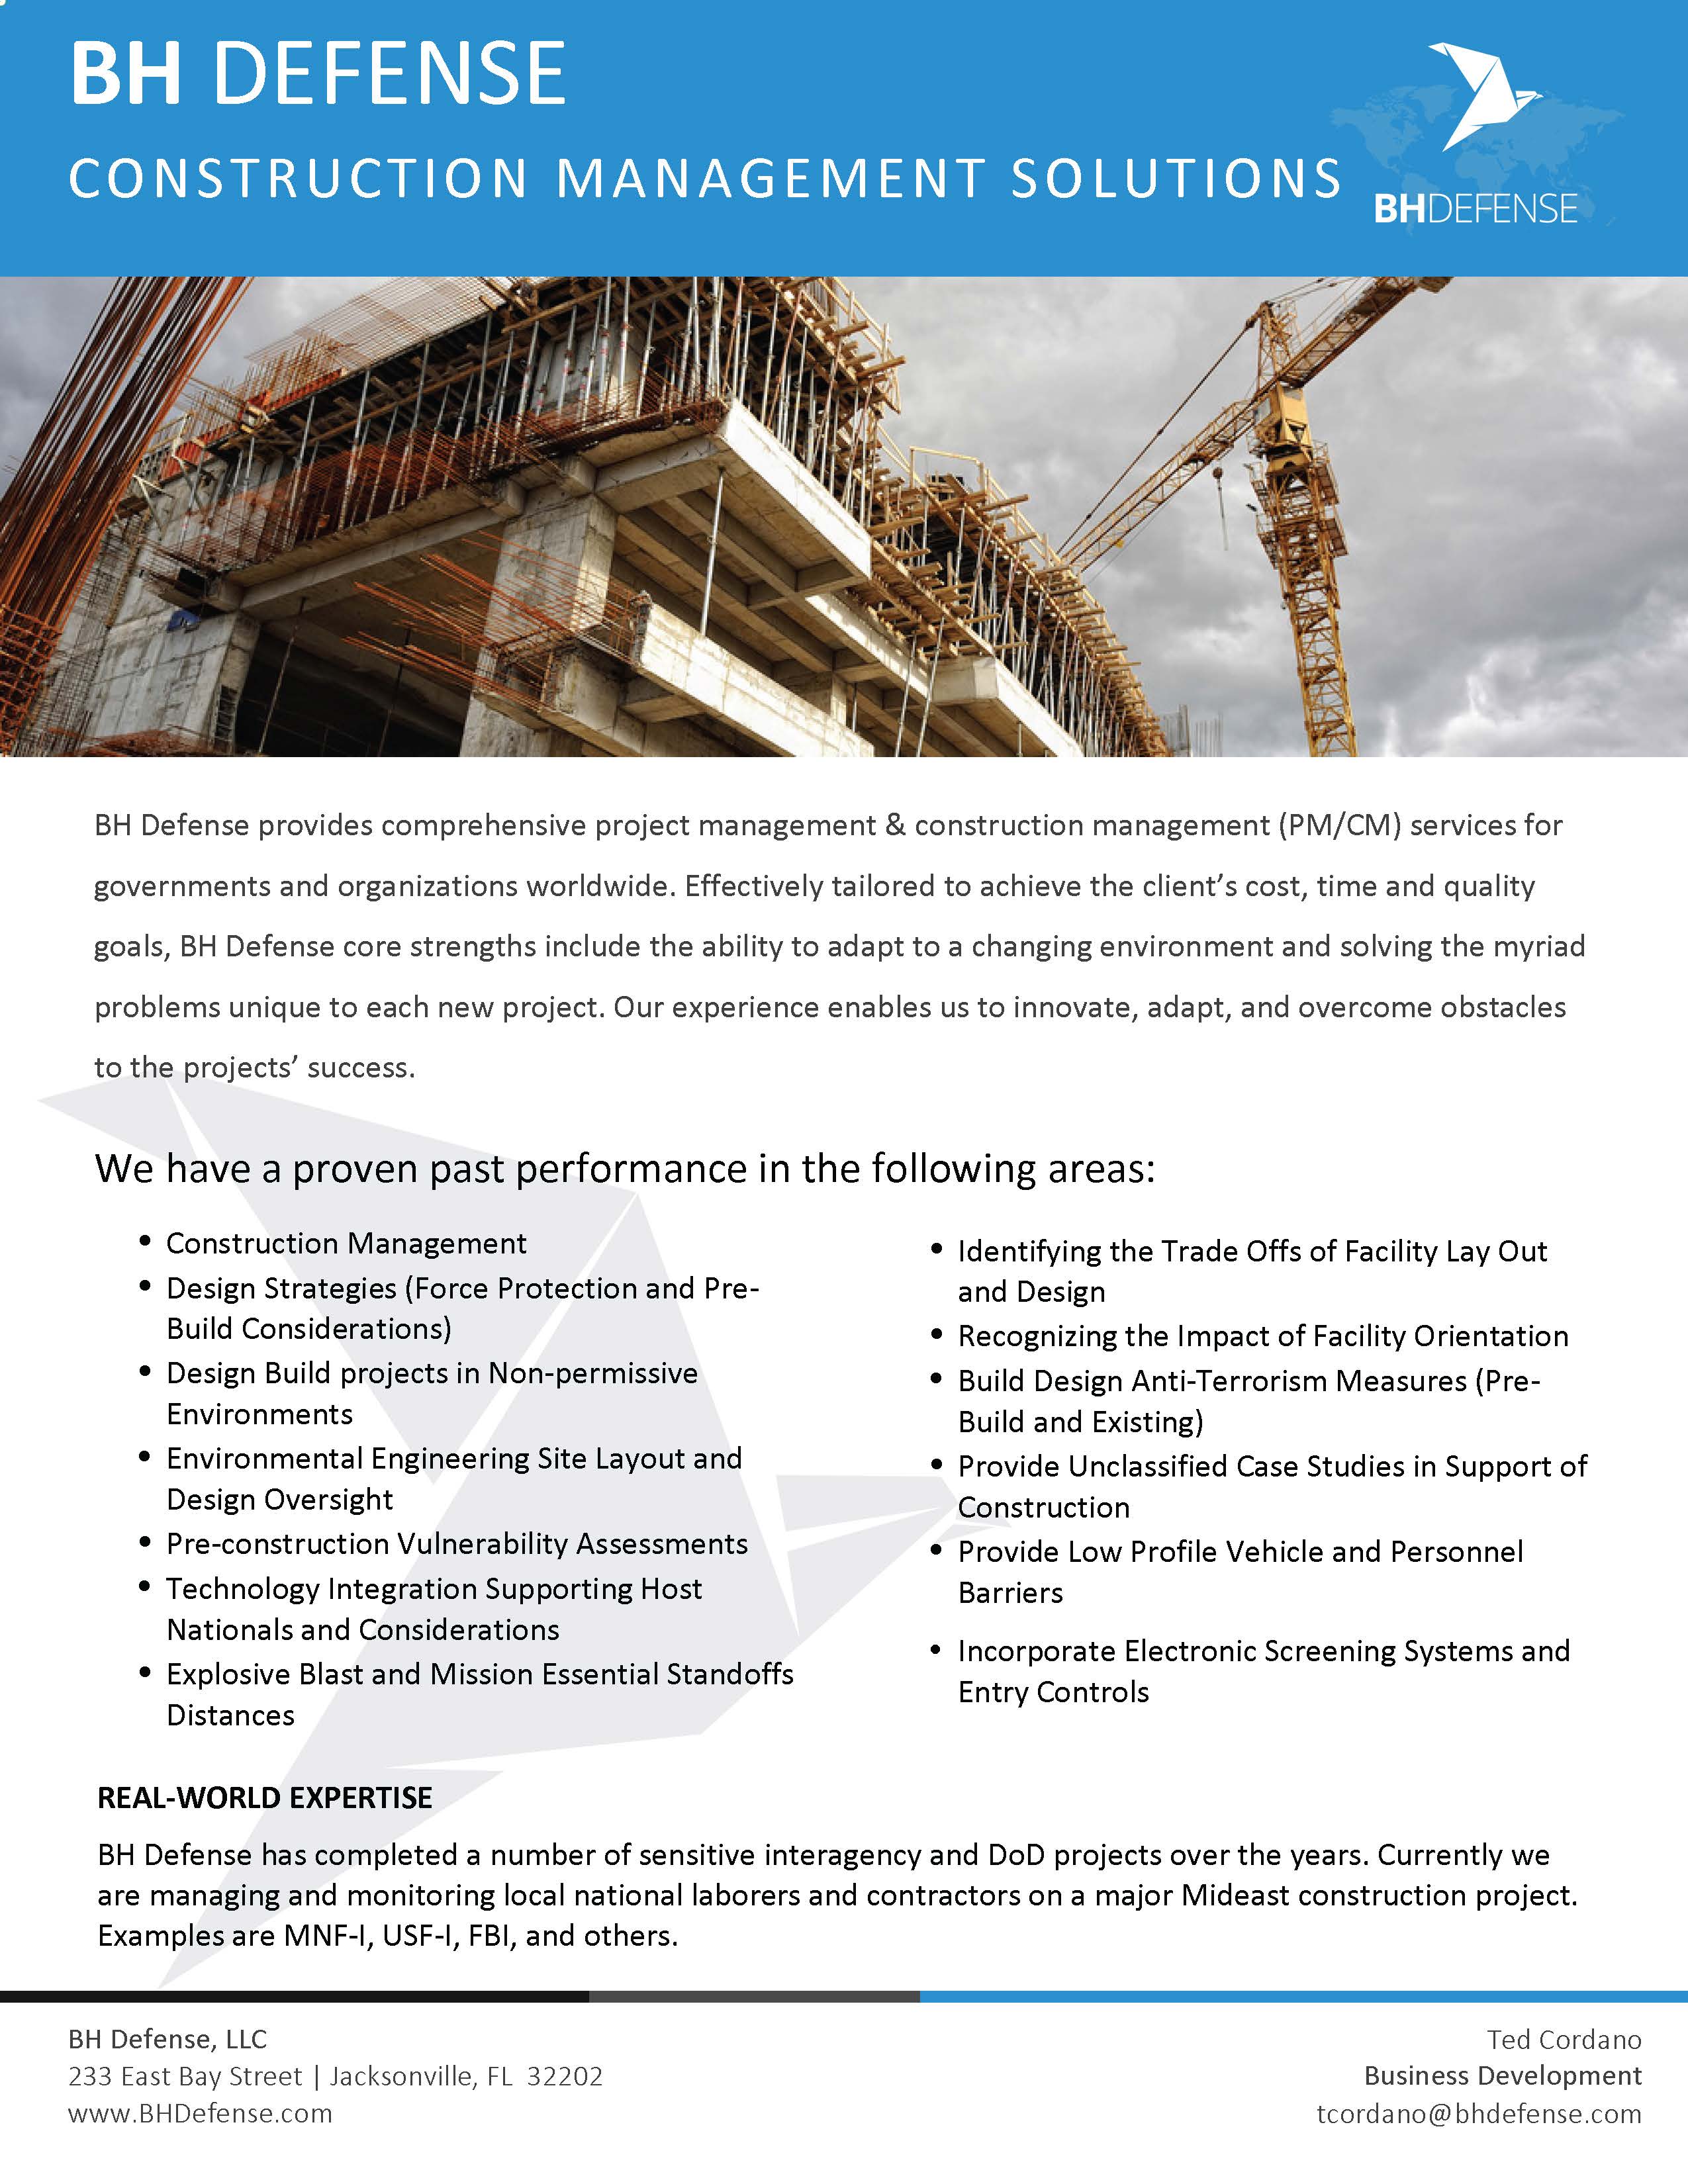 BH DEFENSE
CONSTRUCTION MANAGEMENT SOLUTIONS
BHDEFENSE
BH Defense provides comprehensive project management & construction management (PM/CM) services for
governments and organizations worldwide. Effectively tailored to achieve the client’s cost, time and quality
goals, BH Defense core strengths include the ability to adapt to a changing environment and solving the myriad
problems unique to each new project. Our experience enables us to innovate, adapt, and overcome obstacles
to the projects’ success.
We have a proven past performance in the following areas:
• Construction Management
• Design Strategies (Force Protection and Pre-
Build Considerations)
• Design Build projects in Non-permissive
Environments
• Environmental Engineering Site Layout and
Design Oversight
• Pre-construction Vulnerability Assessments
• Technology Integration Supporting Host
Nationals and Considerations
• Explosive Blast and Mission Essential Standoffs
Distances
• Identifying the Trade Offs of Facility Lay Out
and Design
• Recognizing the Impact of Facility Orientation
• Build Design Anti-Terrorism Measures (Pre-
Build and Existing)
• Provide Unclassified Case Studies in Support of
Construction
• Provide Low Profile Vehicle and Personnel
Barriers
• Incorporate Electronic Screening Systems and
Entry Controls
REAL-WORLD EXPERTISE
BH Defense has completed a number of sensitive interagency and DoD projects over the years. Currently we
are managing and monitoring local national laborers and contractors on a major Mideast construction project.
Examples are MNF-I, USF-I, FBI, and others.
BH Defense, LLC
233 East Bay Street | Jacksonville, FL 32202
www.BHDefense.com
Ted Cordano
Business Development
tcordano@bhdefense.com